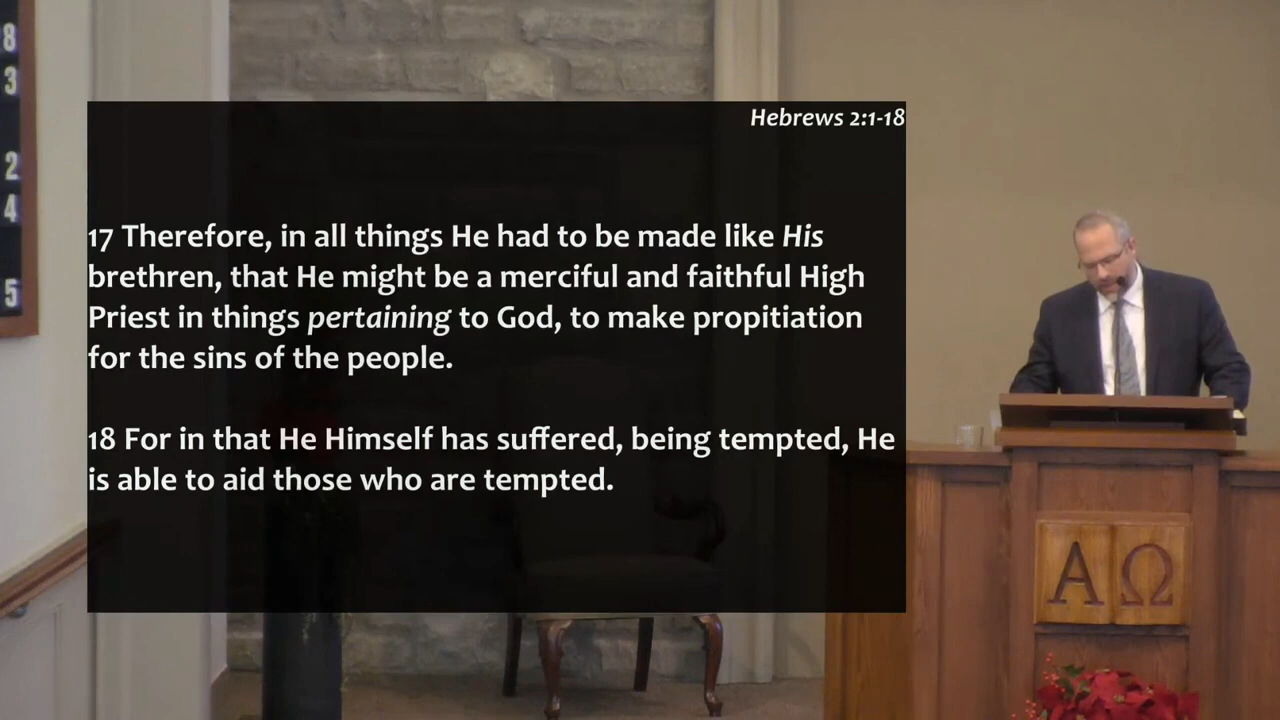 8
3
2
4
5
Hebrews 2:1-18
17 Therefore, in all things He had to be made like His
brethren, that He might be a merciful and faithful High
Priest in things pertaining to God, to make propitiation
for the sins of the people.
18 For in that He Himself has suffered, being tempted, He
is able to aid those who are tempted.
Α Ω